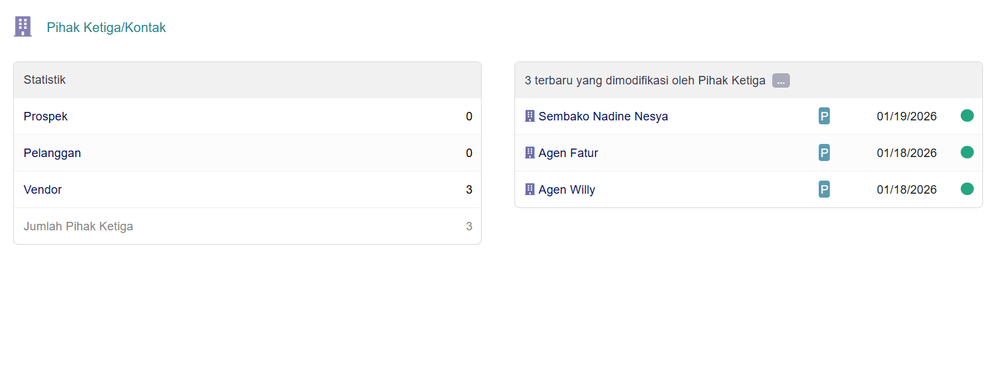 Pihak Ketiga/Kontak
Statistik
Prospek 0
Pelanggan 0
Vendor 3
Jumlah Pihak Ketiga 3
3 terbaru yang dimodifikasi oleh Pihak Ketiga ...
Sembako Nadine Nesya P 01/19/2026
Agen Fatur P 01/18/2026
Agen Willy P 01/18/2026